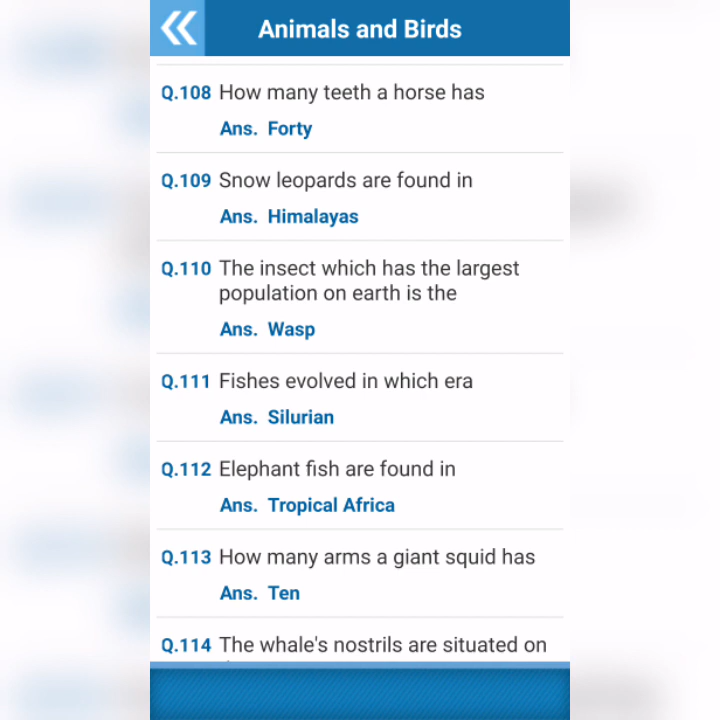 Animals and Birds
Q.108 How many teeth a horse has
Ans. Forty
Q.109 Snow leopards are found in
Ans. Himalayas
Q.110 The insect which has the largest
population on earth is the
Ans. Wasp
Q.111 Fishes evolved in which era
Ans. Silurian
Q.112 Elephant fish are found in
Ans. Tropical Africa
Q.113 How many arms a giant squid has
Ans. Ten
Q.114 The whale's nostrils are situated on